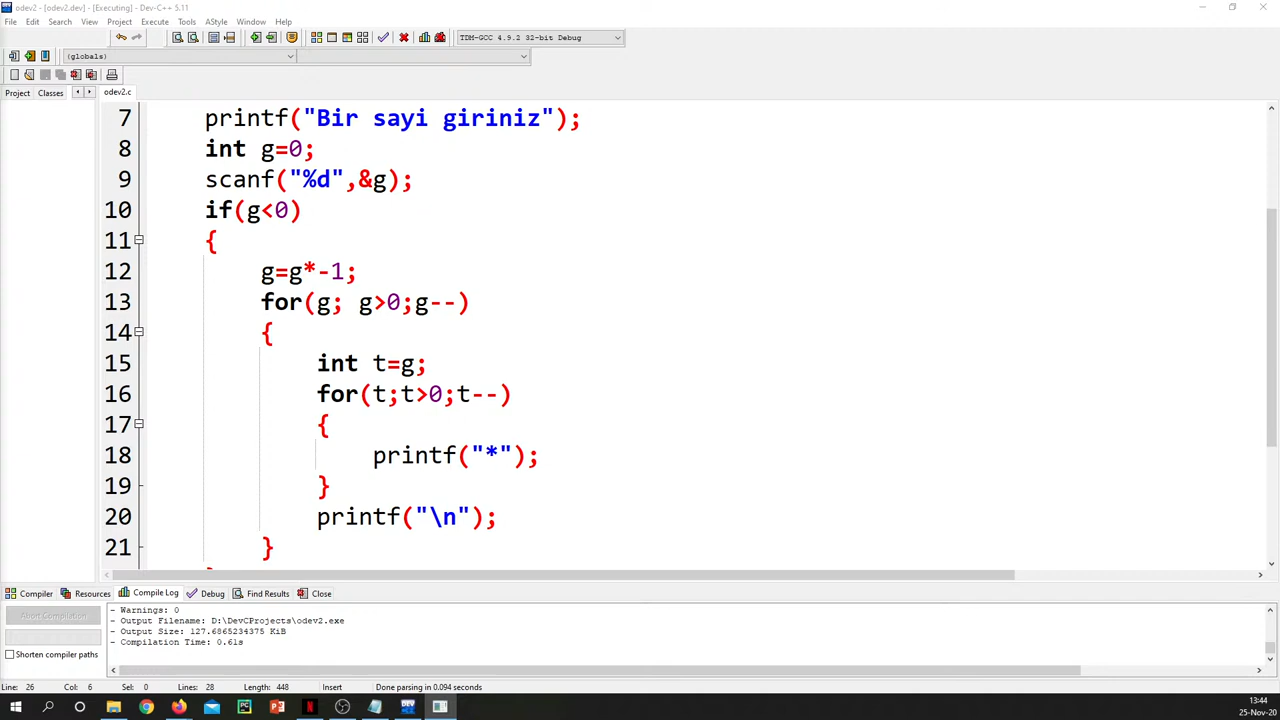 odev2 - [odev2.dev] - [Executing] - Dev-C++ 5.11
File Edit Search View Project Execute Tools AStyle Window Help
TDM-GCC 4.9.2 32-bit Debug
(globals)
Project Classes
odev2.c
7 printf("Bir sayi giriniz");
8 int g=0;
9 scanf("%d",&g);
10 if(g<0)
11 {
12 g=g*-1;
13 for(g; g>0;g--)
14 {
15 int t=g;
16 for(t;t>0;t--)
17 {
18 printf("*");
19 }
20 printf("\n");
21 }
Compiler Resources Compile Log Debug Find Results Close
Abort Compilation
Shorten compiler paths
- Warnings: 0
- Output Filename: D:\DevCProjects\odev2.exe
- Output Size: 127.6865234375 KiB
- Compilation Time: 0.61s
Line: 26 Col: 6 Sel: 0 Lines: 28 Length: 448 Insert Done parsing in 0.094 seconds
13:44
25-Nov-20